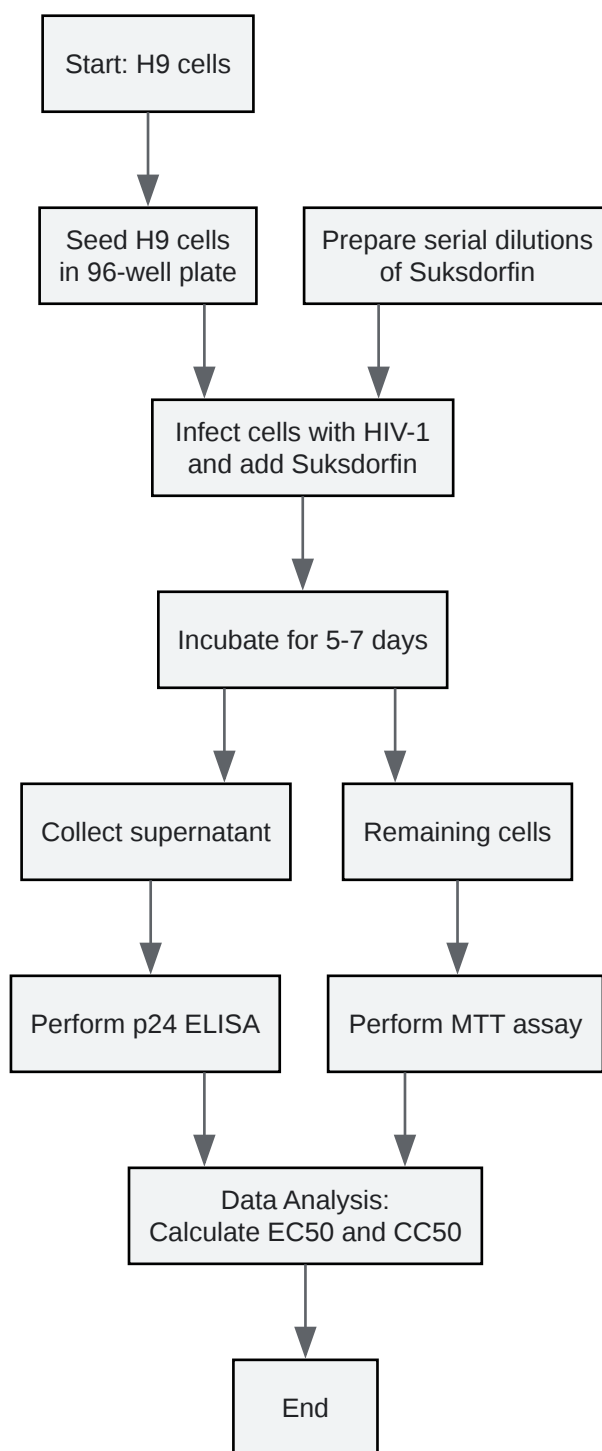 Start: H9 cells
Seed H9 cells
in 96-well plate
Prepare serial dilutions
of Suksdorfin
Infect cells with HIV-1
and add Suksdorfin
Incubate for 5-7 days
Collect supernatant
Remaining cells
Perform p24 ELISA
Perform MTT assay
Data Analysis:
Calculate EC50 and CC50
End